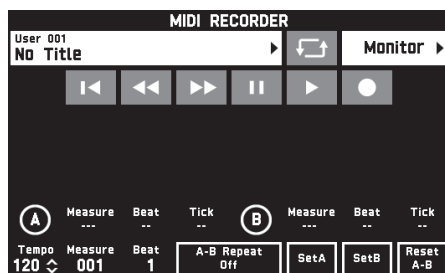 MIDI RECORDER
User 001
No Title
Monitor
A Measure Beat Tick B Measure Beat Tick
--- -- -- --- -- --
Tempo Measure Beat A-B Repeat SetA SetB Reset
120 001 1 Off A-B